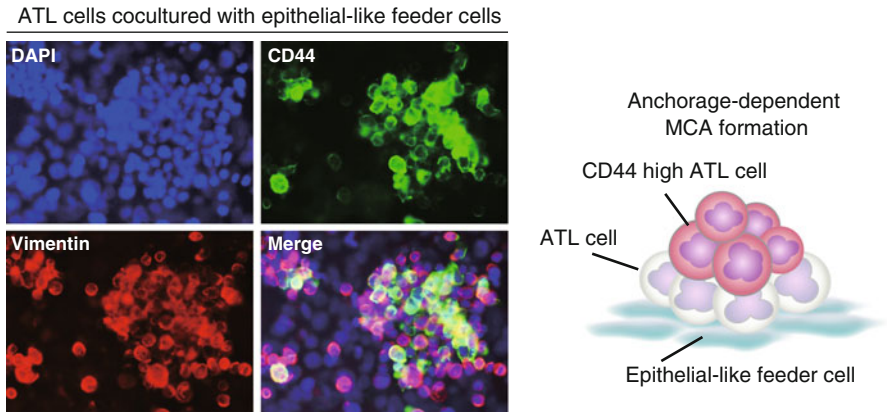 ATL cells cocultured with epithelial-like feeder cells
DAPI
CD44
Vimentin
Merge
Anchorage-dependent
MCA formation
CD44 high ATL cell
ATL cell
Epithelial-like feeder cell